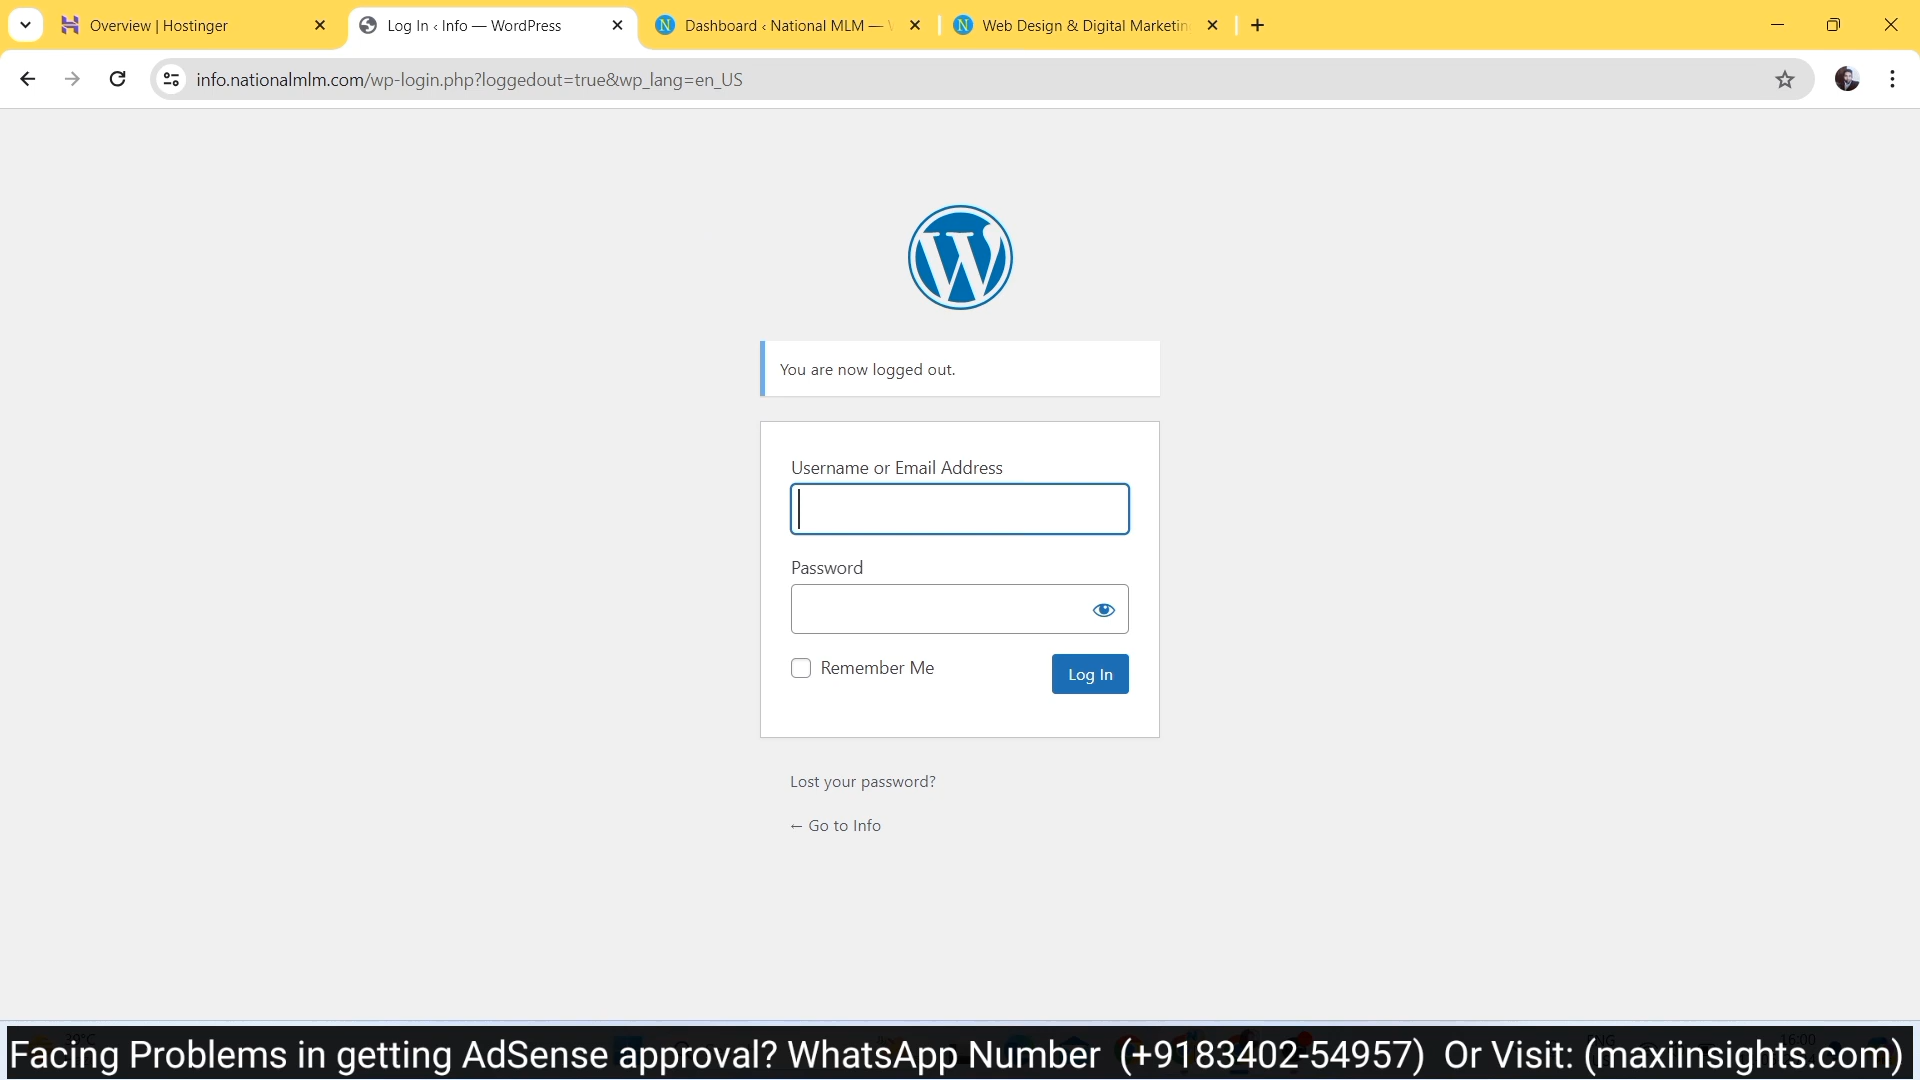 Overview | Hostinger
Log In ‹ Info — WordPress
Dashboard ‹ National MLM —
Web Design & Digital Marketin
info.nationalmlm.com/wp-login.php?loggedout=true&wp_lang=en_US
You are now logged out.
Username or Email Address
Password
Remember Me
Log In
Lost your password?
← Go to Info
Facing Problems in getting AdSense approval? WhatsApp Number (+9183402-54957) Or Visit: (maxiinsights.com)